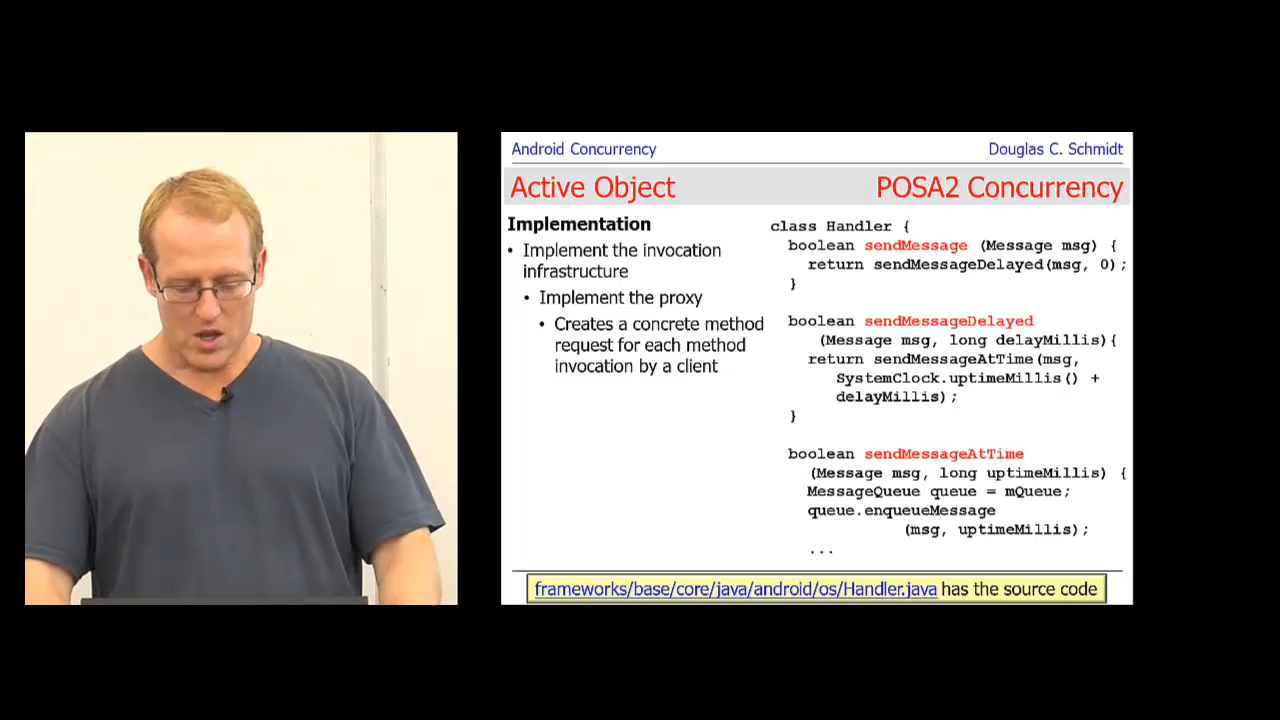 Android Concurrency
Douglas C. Schmidt
Active Object
POSA2 Concurrency
Implementation
• Implement the invocation
infrastructure
• Implement the proxy
• Creates a concrete method
request for each method
invocation by a client
class Handler {
boolean sendMessage (Message msg) {
return sendMessageDelayed(msg, 0);
}
boolean sendMessageDelayed
(Message msg, long delayMillis){
return sendMessageAtTime(msg,
SystemClock.uptimeMillis() +
delayMillis);
}
boolean sendMessageAtTime
(Message msg, long uptimeMillis) {
MessageQueue queue = mQueue;
queue.enqueueMessage
(msg, uptimeMillis);
...
frameworks/base/core/java/android/os/Handler.java has the source code